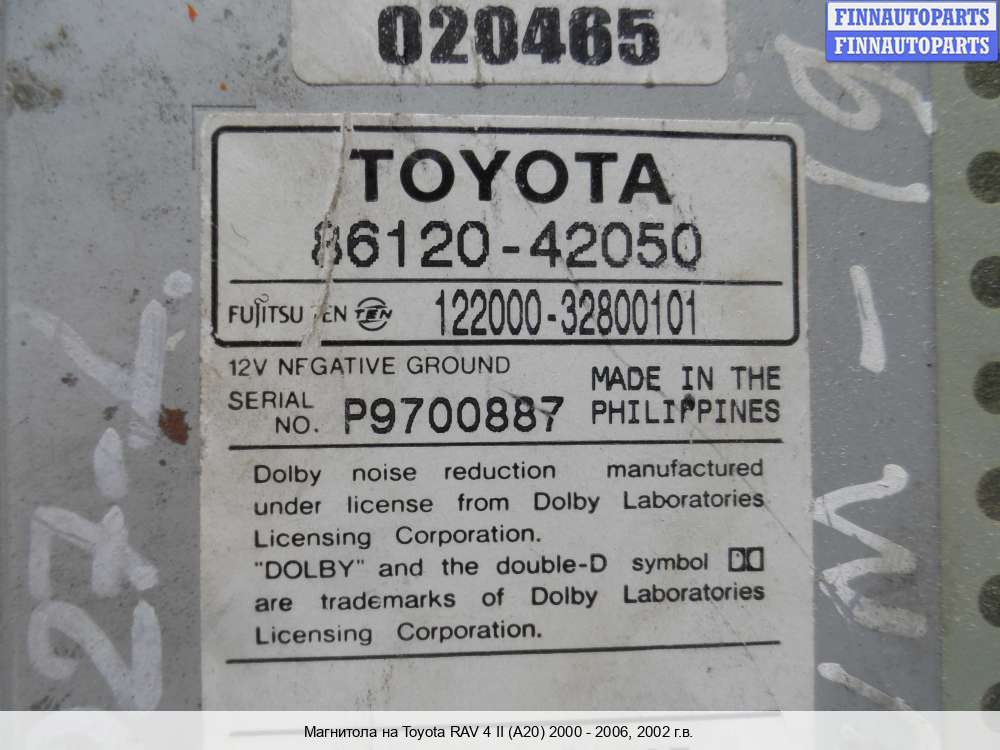 FINNAUTOPARTS
FINNAUTOPARTS
020465
TOYOTA
86120-42050
FUJITSU TEN TEN 122000-32800101
12V NEGATIVE GROUND
SERIAL NO. P9700887
MADE IN THE PHILIPPINES
Dolby noise reduction manufactured
under license from Dolby Laboratories
Licensing Corporation.
"DOLBY" and the double-D symbol
are trademarks of Dolby Laboratories
Licensing Corporation.
Магнитола на Toyota RAV 4 II (A20) 2000 - 2006, 2002 г.в.